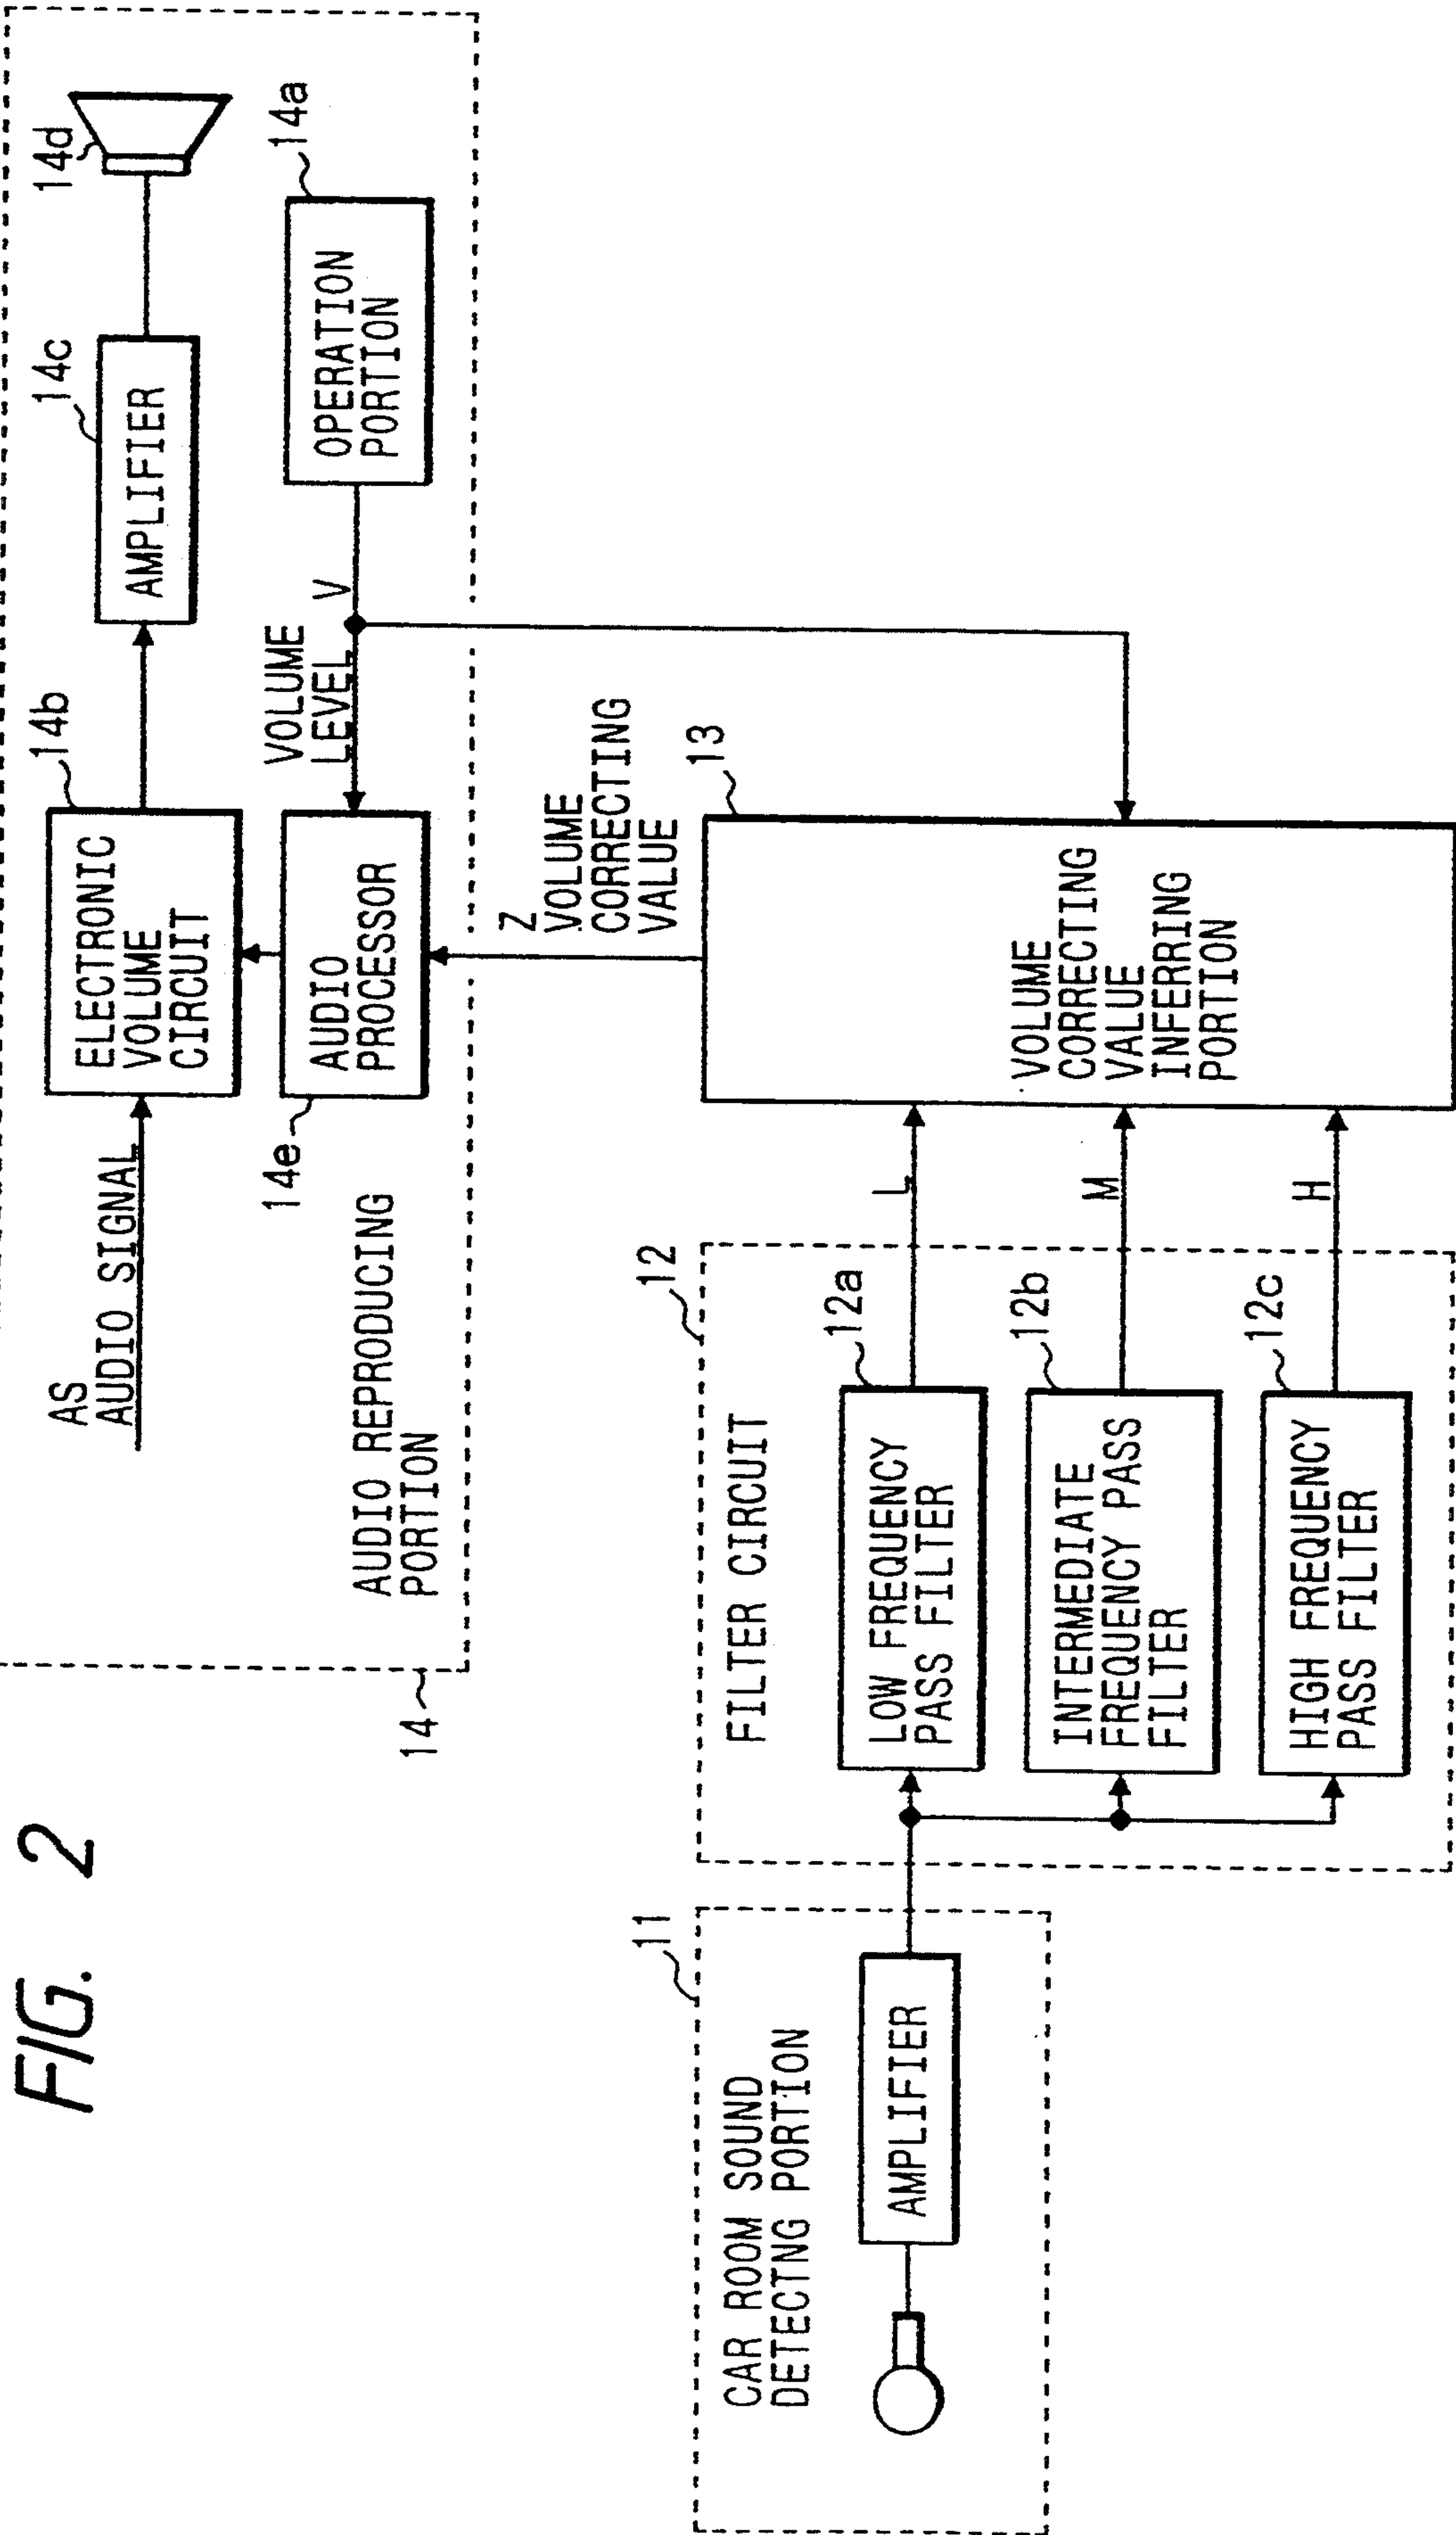 FIG. 2
14
AUDIO REPRODUCING
PORTION
AS
AUDIO SIGNAL
14b
ELECTRONIC
VOLUME
CIRCUIT
14c
AMPLIFIER
14d
14e
AUDIO
PROCESSOR
VOLUME
LEVEL
V
14a
OPERATION
PORTION
Z
VOLUME
CORRECTING
VALUE
11
CAR ROOM SOUND
DETECTNG PORTION
AMPLIFIER
12
FILTER CIRCUIT
12a
LOW FREQUENCY
PASS FILTER
L
12b
INTERMEDIATE
FREQUENCY PASS
FILTER
M
12c
HIGH FREQUENCY
PASS FILTER
H
13
VOLUME
CORRECTING
VALUE
INFERRING
PORTION